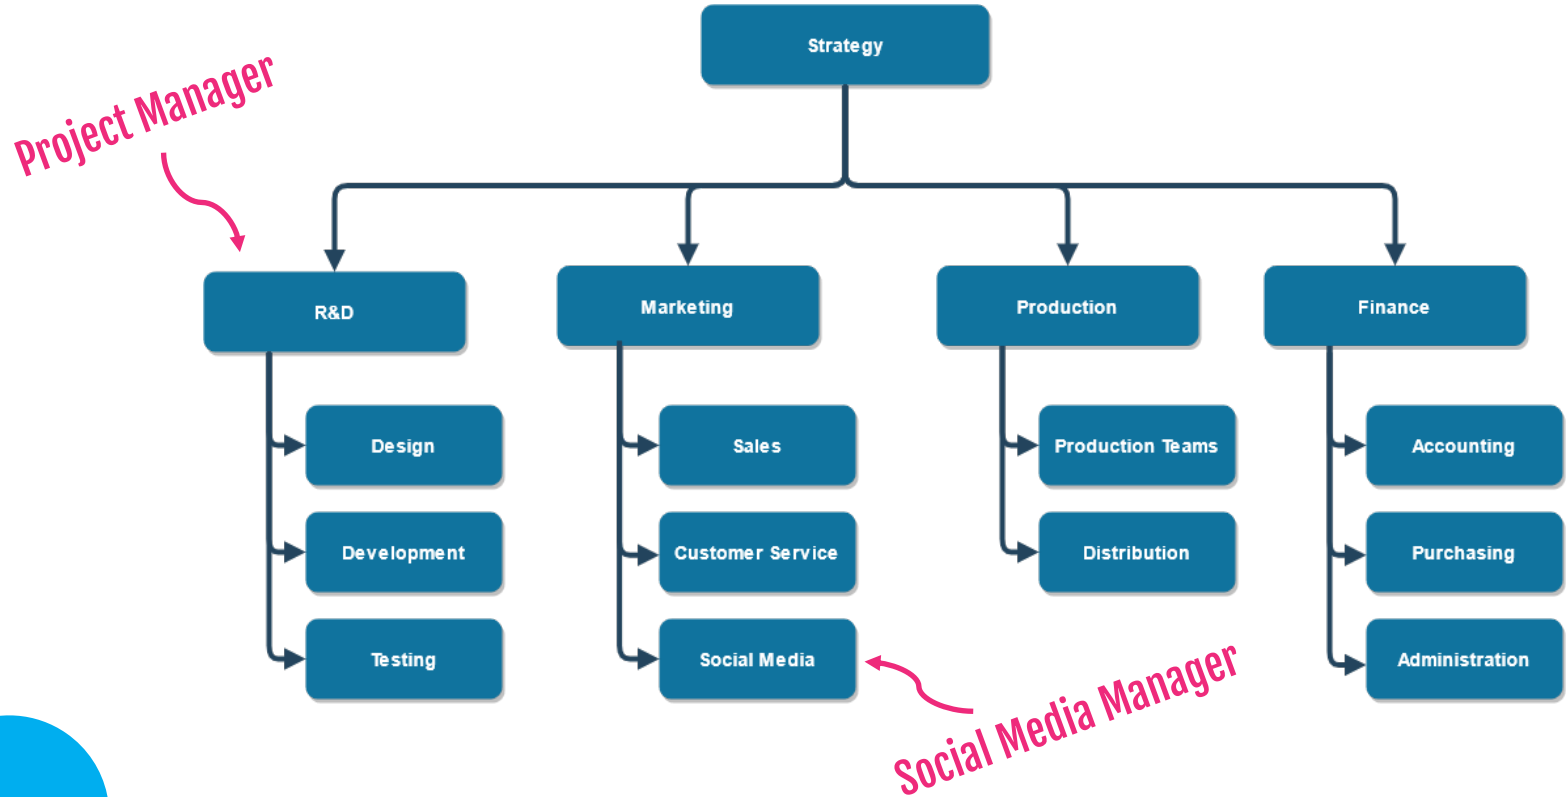 Strategy
Project Manager
R&D
Marketing
Production
Finance
Design
Sales
Production Teams
Accounting
Development
Customer Service
Distribution
Purchasing
Testing
Social Media
Administration
Social Media Manager